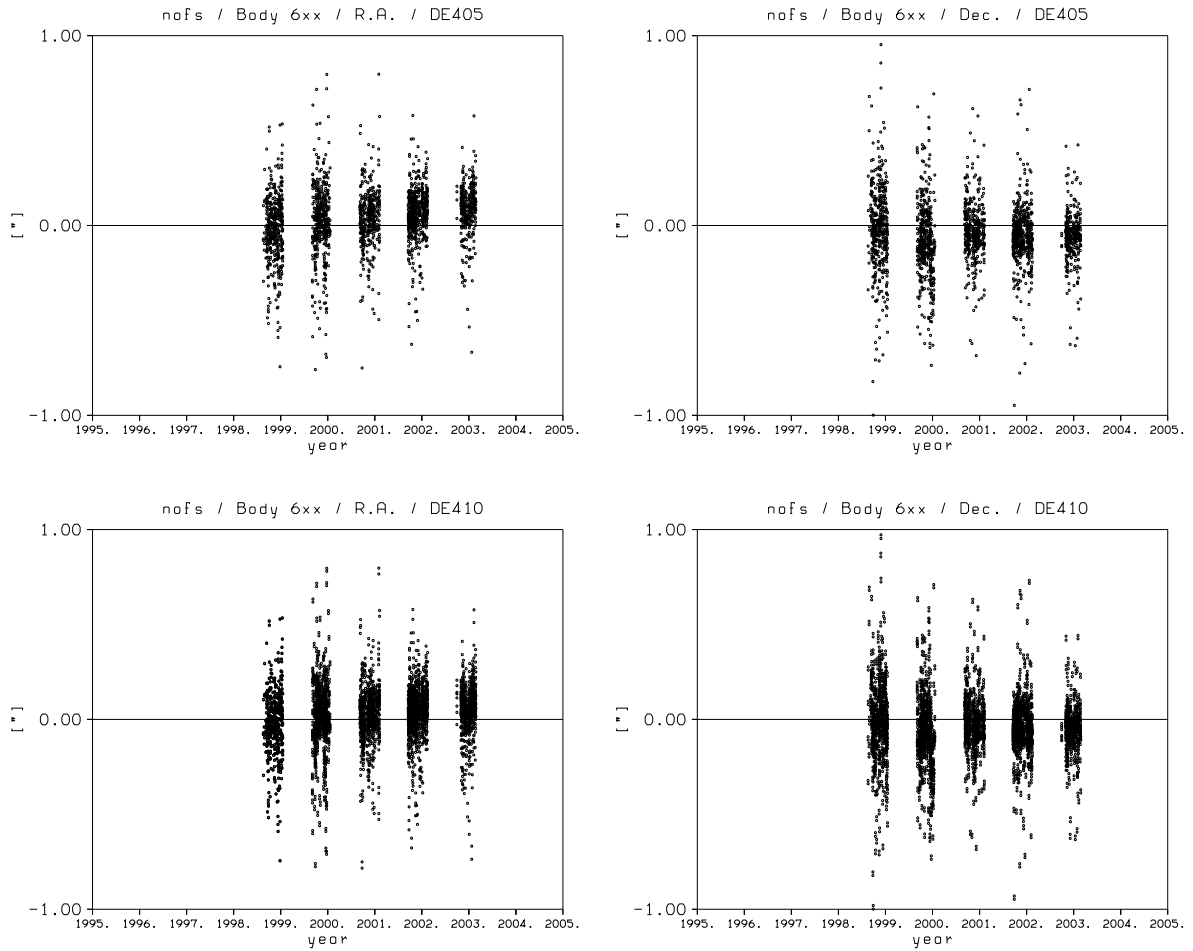 nofs / Body 6xx / R.A. / DE405
1.00
0.00
["]
-1.00
1995. 1996. 1997. 1998. 1999. 2000. 2001. 2002. 2003. 2004. 2005.
year
nofs / Body 6xx / Dec. / DE405
1.00
0.00
["]
-1.00
1995. 1996. 1997. 1998. 1999. 2000. 2001. 2002. 2003. 2004. 2005.
year
nofs / Body 6xx / R.A. / DE410
1.00
0.00
["]
-1.00
1995. 1996. 1997. 1998. 1999. 2000. 2001. 2002. 2003. 2004. 2005.
year
nofs / Body 6xx / Dec. / DE410
1.00
0.00
["]
-1.00
1995. 1996. 1997. 1998. 1999. 2000. 2001. 2002. 2003. 2004. 2005.
year